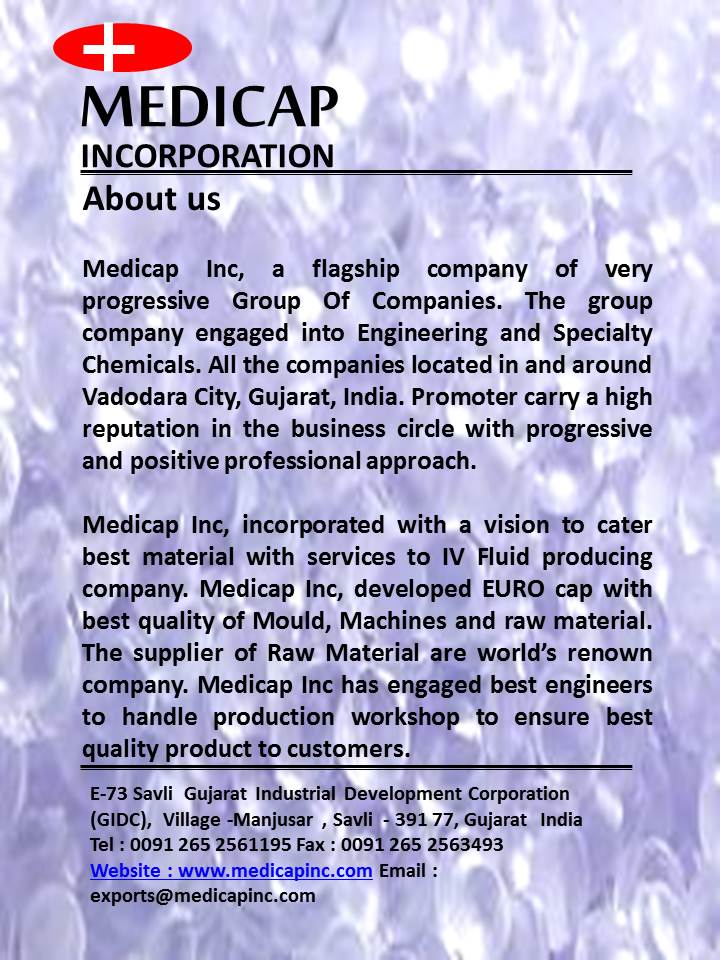 MEDICAP
INCORPORATION
About us
Medicap Inc, a flagship company of very
progressive Group Of Companies. The group
company engaged into Engineering and Specialty
Chemicals. All the companies located in and around
Vadodara City, Gujarat, India. Promoter carry a high
reputation in the business circle with progressive
and positive professional approach.
Medicap Inc, incorporated with a vision to cater
best material with services to IV Fluid producing
company. Medicap Inc, developed EURO cap with
best quality of Mould, Machines and raw material.
The supplier of Raw Material are world’s renown
company. Medicap Inc has engaged best engineers
to handle production workshop to ensure best
quality product to customers.
E-73 Savli Gujarat Industrial Development Corporation
(GIDC), Village -Manjusar , Savli - 391 77, Gujarat India
Tel : 0091 265 2561195 Fax : 0091 265 2563493
Website : www.medicapinc.com Email :
exports@medicapinc.com